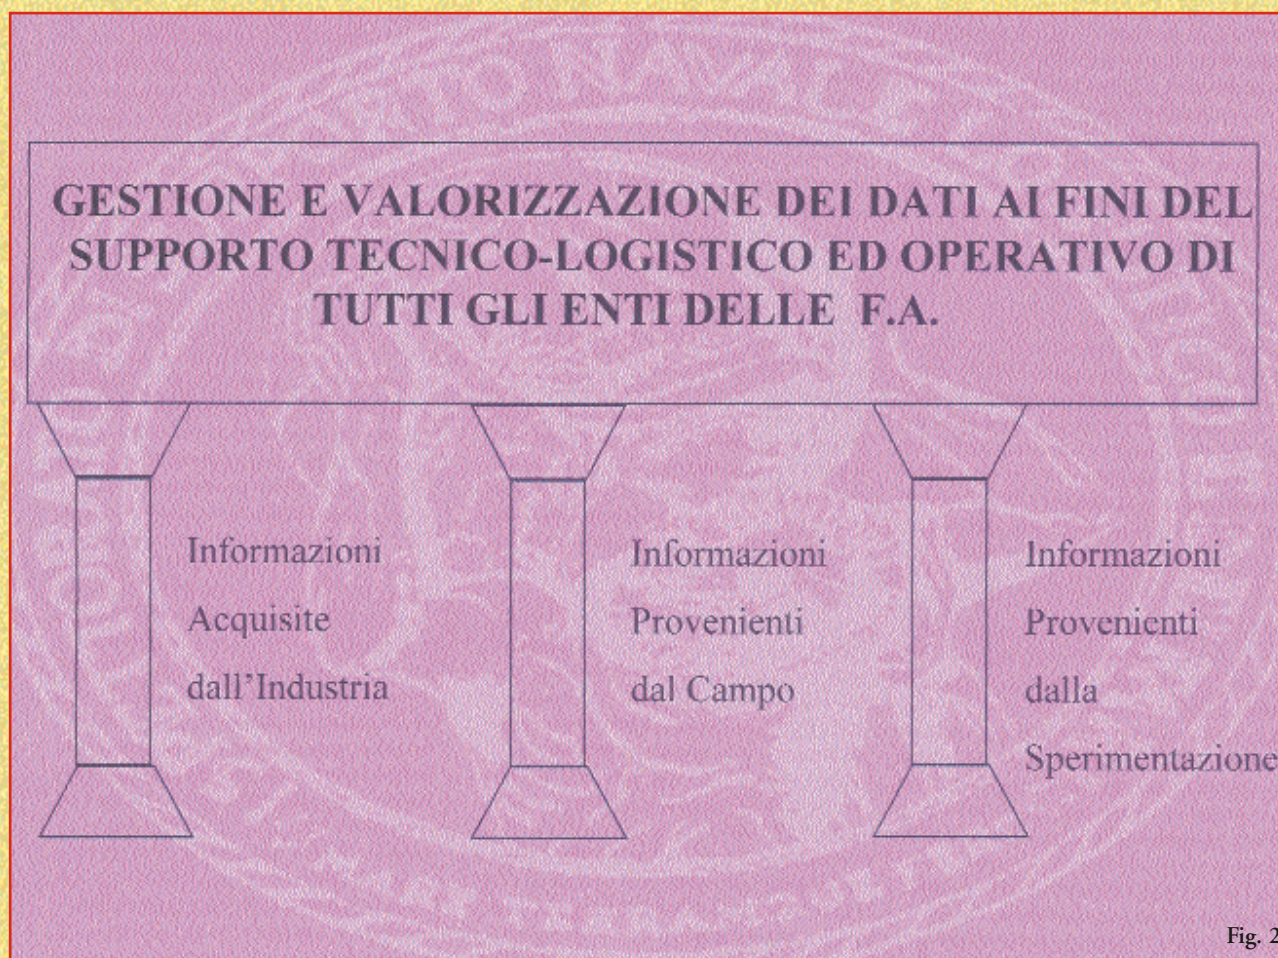 GESTIONE E VALORIZZAZIONE DEI DATI AI FINI DEL
SUPPORTO TECNICO-LOGISTICO ED OPERATIVO DI
TUTTI GLI ENTI DELLE F.A.
Informazioni
Acquisite
dall'Industria
Informazioni
Provenienti
dal Campo
Informazioni
Provenienti
dalla
Sperimentazione
Fig. 2